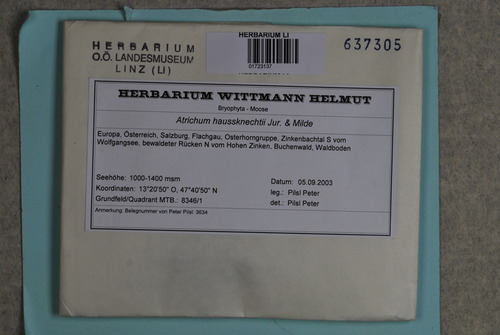 HERBARIUM
O.Ö. LANDESMUSEUM
LINZ (LI)
HERBARIUM LI
01723137
637305
HERBARIUM WITTMANN HELMUT
Bryophyta - Moose
Atrichum haussknechtii Jur. & Milde
Europa, Österreich, Salzburg, Flachgau, Osterhorngruppe, Zinkenbachtal S vom
Wolfgangsee, bewaldeter Rücken N vom Hohen Zinken, Buchenwald, Waldboden
Seehöhe: 1000-1400 msm
Datum: 05.09.2003
Koordinaten: 13°20'50" O, 47°40'50" N
leg.: Pilsl Peter
Grundfeld/Quadrant MTB.: 8346/1
det.: Pilsl Peter
Anmerkung: Belegnummer von Peter Pilsl: 3634